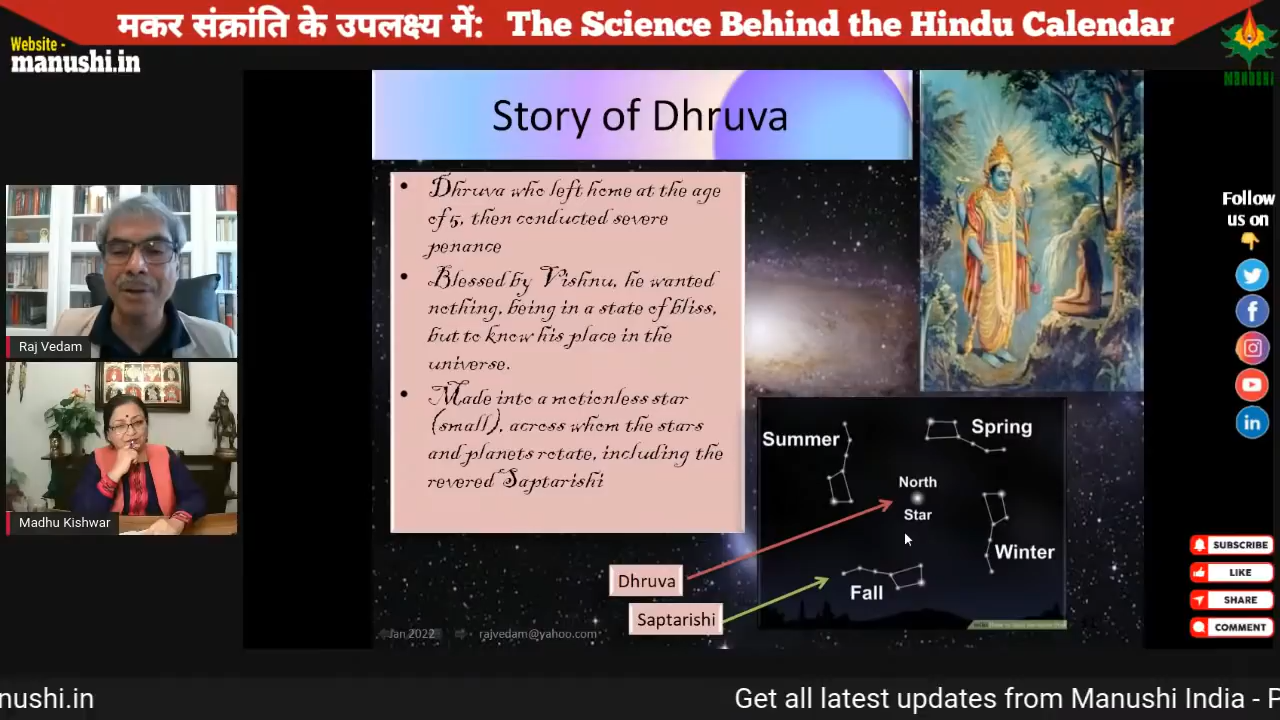 मकर संक्रांति के उपलक्ष्य में: The Science Behind the Hindu Calendar
Website -
manushi.in
MANUSHI
Story of Dhruva
• Dhruva who left home at the age
of 5, then conducted severe
penance
• Blessed by Vishnu, he wanted
nothing, being in a state of bliss,
but to know his place in the
universe.
• Made into a motionless star
(small), across whom the stars
and planets rotate, including the
revered Saptarishi
Raj Vedam
Madhu Kishwar
Summer
Spring
North
Star
Winter
Fall
Dhruva
Saptarishi
Jan 2022
rajvedam@yahoo.com
Follow
us on
SUBSCRIBE
LIKE
SHARE
COMMENT
nushi.in
Get all latest updates from Manushi India - P